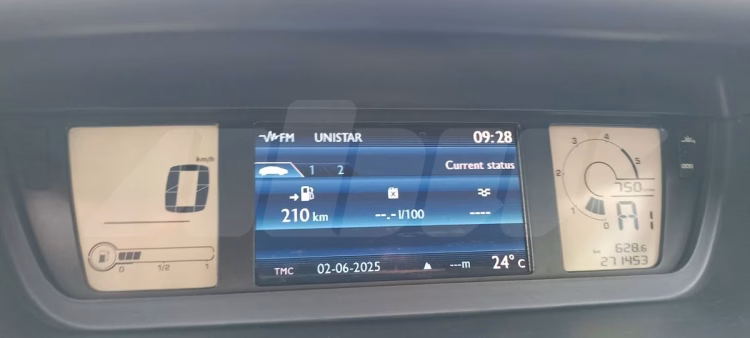 km/h
0
0 1/2 1
FM UNISTAR 09:28
1 2 Current status
210 km --.- l/100 ----
TMC 02-06-2025 ---m 24° C
0 1 2 3 4 5
750
A1
km 628.6
271453